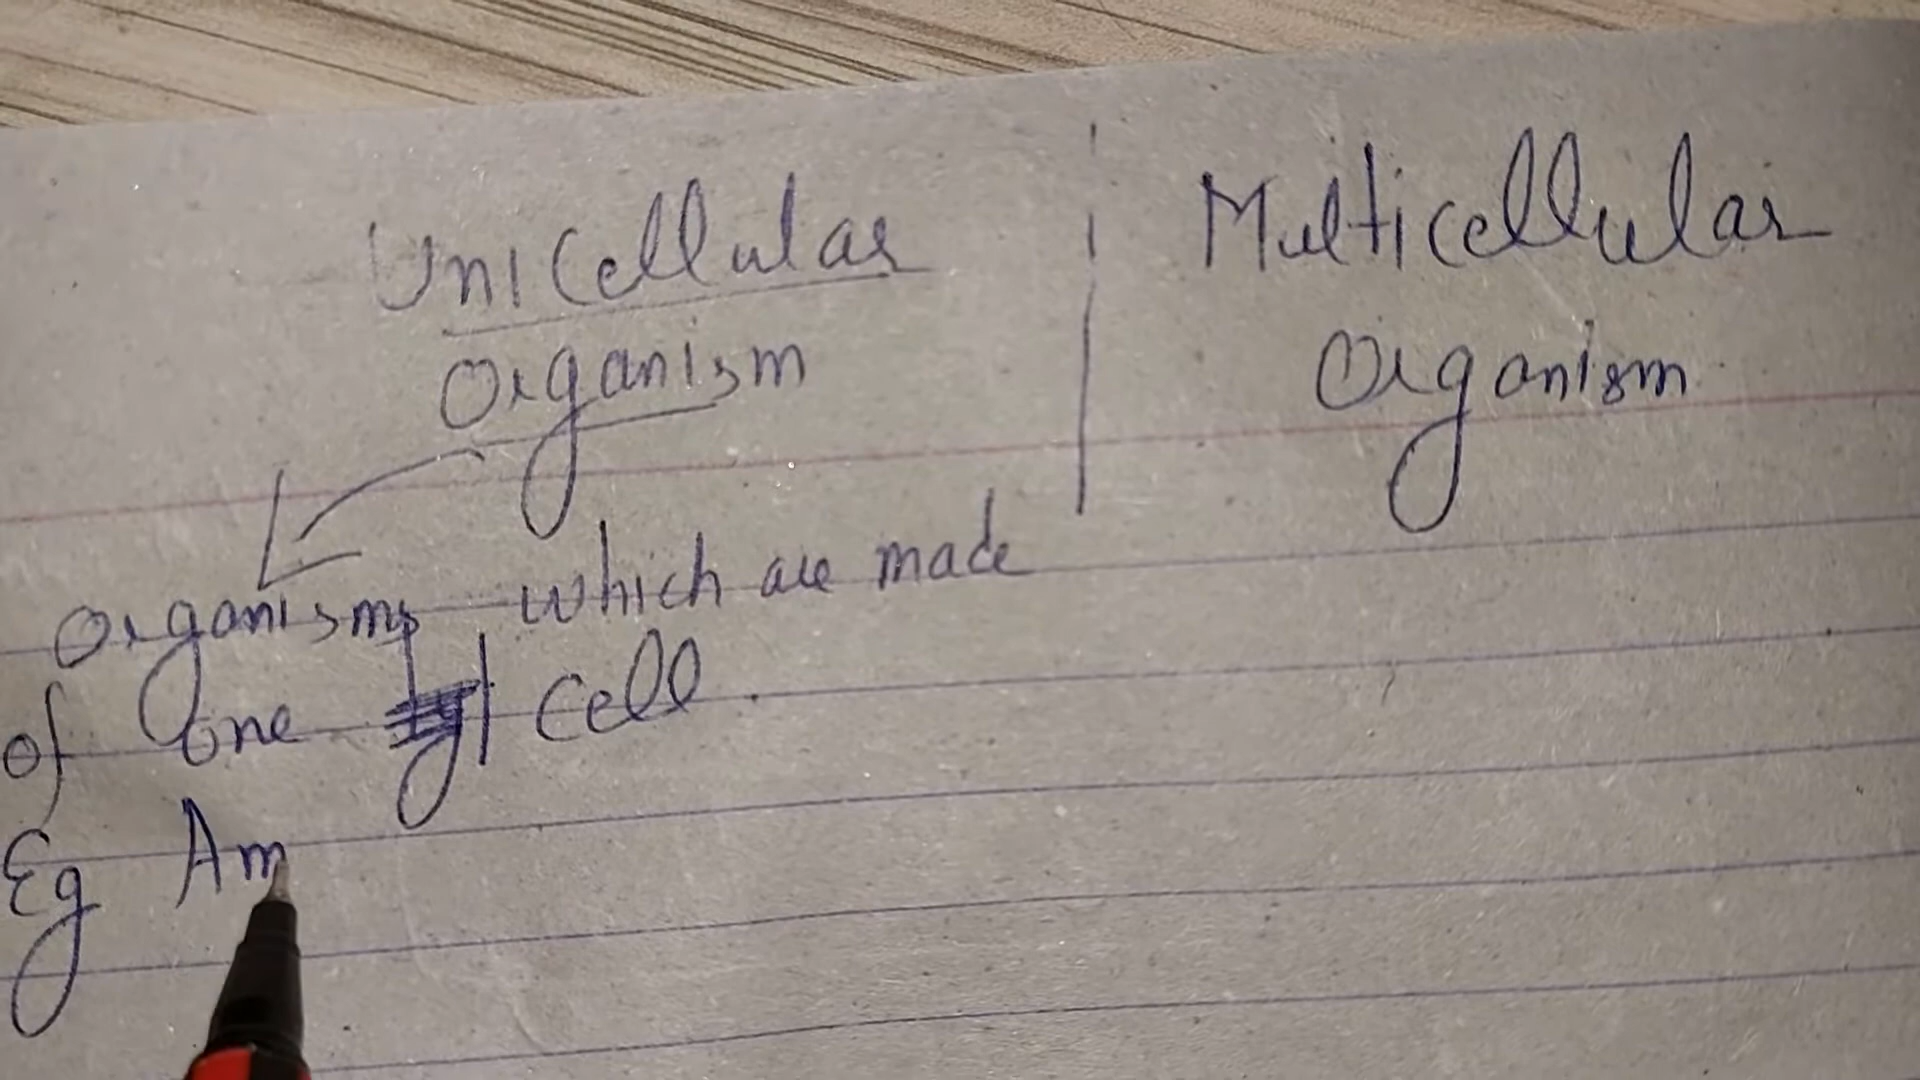 Unicellular
Organism
Multicellular
Organism
Organisms which are made
of one cell.
Eg Am